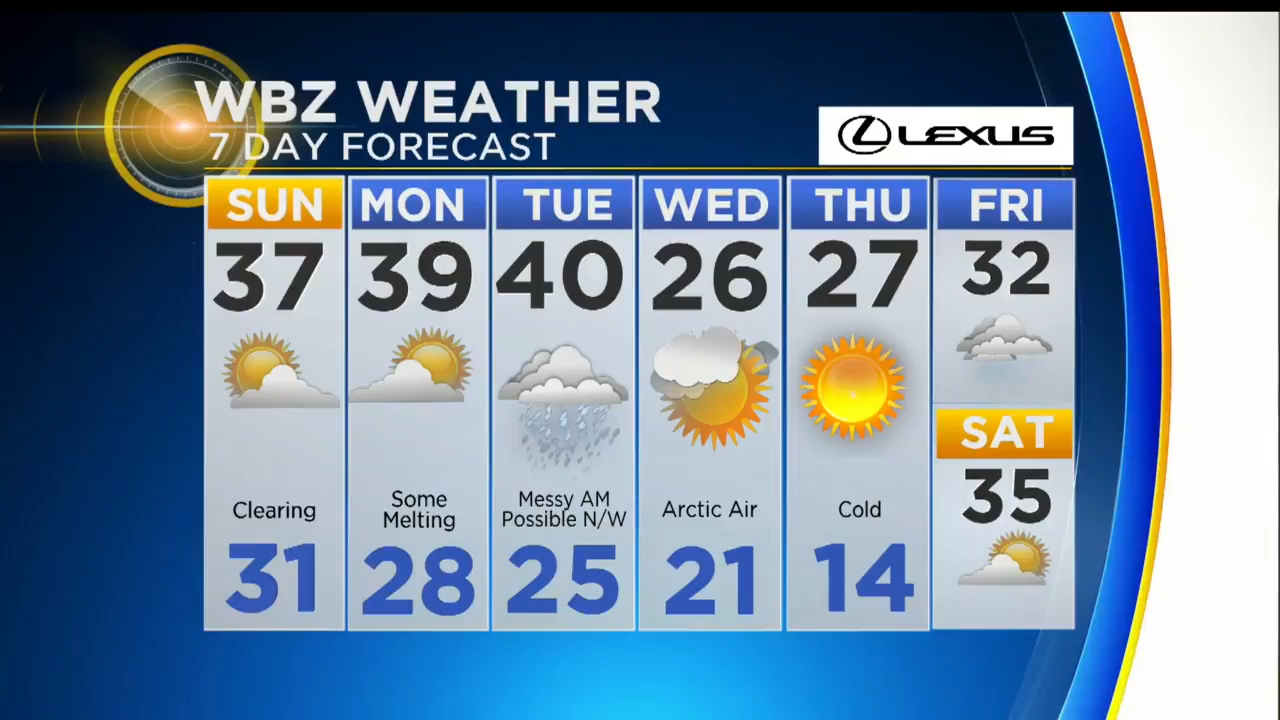 WBZ WEATHER
7 DAY FORECAST
LEXUS
SUN
37
Clearing
31
MON
39
Some
Melting
28
TUE
40
Messy AM
Possible N/W
25
WED
26
Arctic Air
21
THU
27
Cold
14
FRI
32
SAT
35